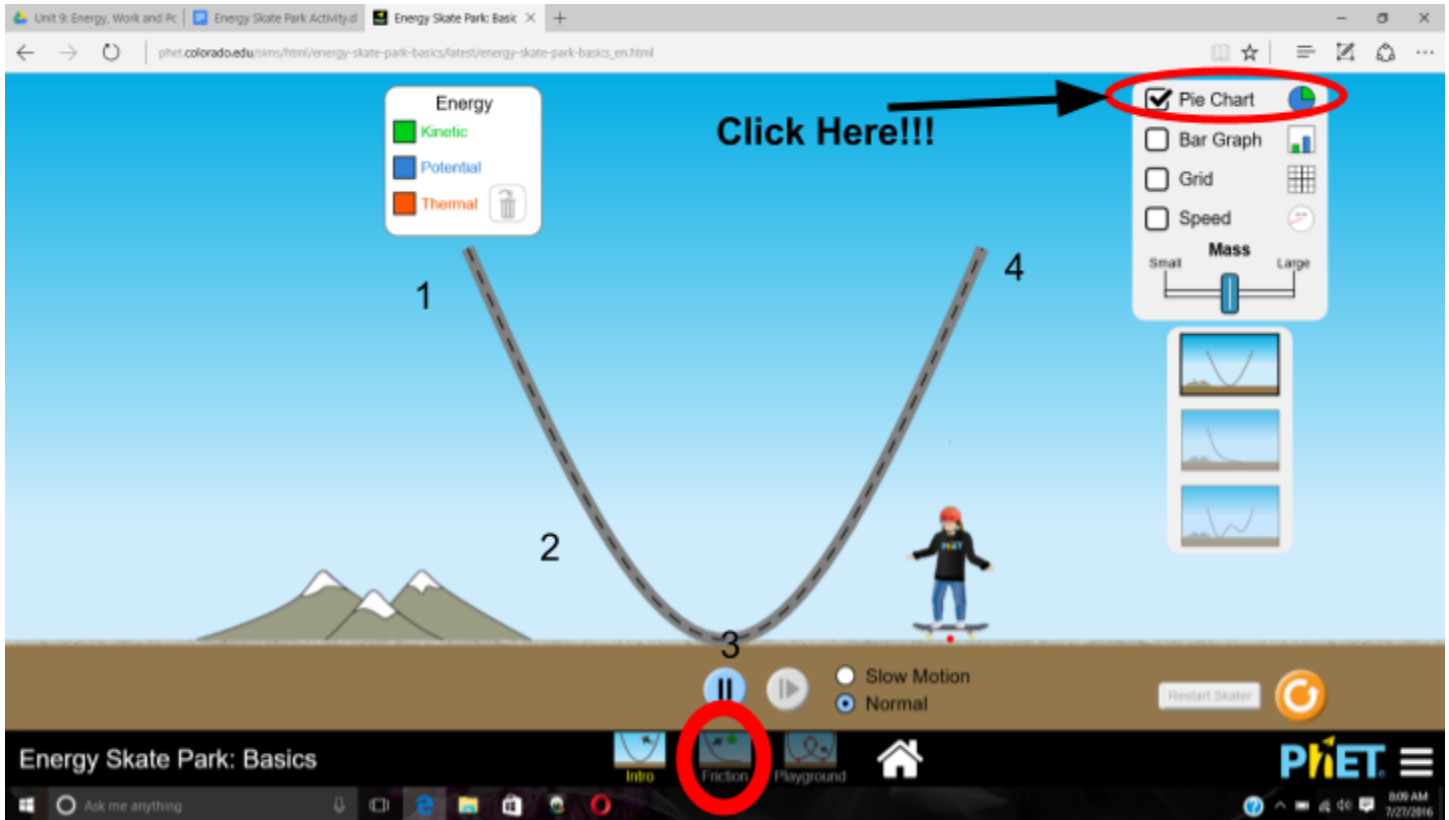 Unit 9: Energy, Work and Pc
Energy Skate Park Activity.d
Energy Skate Park: Basic
phet.colorado.edu/sims/html/energy-skate-park-basics/latest/energy-skate-park-basics_en.html
Energy
Kinetic
Potential
Thermal
Click Here!!!
Pie Chart
Bar Graph
Grid
Speed
Mass
Small
Large
1
4
2
PhET
3
Slow Motion
Normal
Restart Skater
Energy Skate Park: Basics
Intro
Friction
Playground
PhET
Ask me anything
8:09 AM
7/27/2016